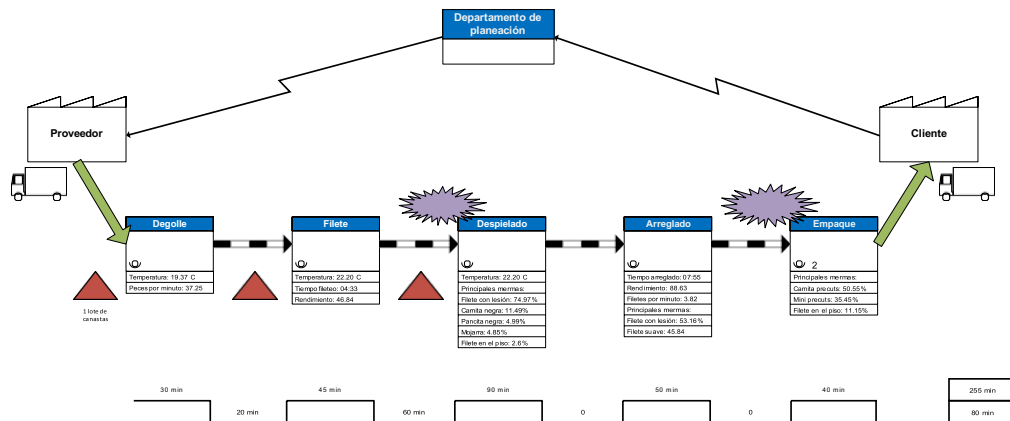 Departamento de
planeación
Proveedor
Cliente
Degolle
Temperatura: 19.37 C
Peces por minuto: 37.25
Filete
Temperatura: 22.20 C
Tiempo fileteo: 04:33
Rendimiento: 46,84
Despielado
Temperatura: 22.20 C
Principales mermas:
Filete con lesión: 74.97%
Camita negra: 11.49%
Pancita negra: 4.99%
Mojarra: 4.85%
Filete en el piso: 2.6%
Arreglado
Tiempo arreglado: 07:55
Rendimiento: 88.63
Filetes por minuto: 3.82
Principales mermas:
Filete con lesión: 53.16%
Filete suave: 45.84
Empaque
2
Principales mermas:
Camita precuts: 50.55%
Mini precuts: 35.45%
Filete en el piso: 11.15%
1 lote de
canastas
30 min
45 min
90 min
50 min
40 min
255 min
20 min
60 min
0
0
80 min